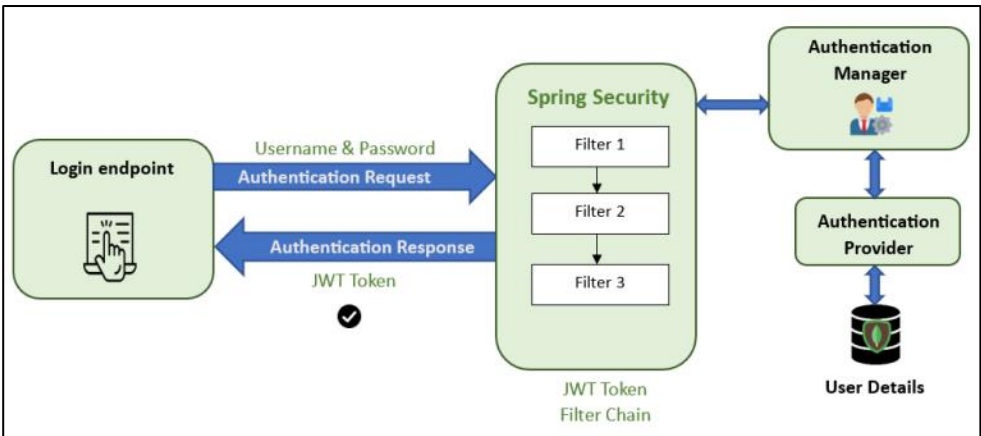 Login endpoint
Username & Password
Authentication Request
Authentication Response
JWT Token
Spring Security
Filter 1
Filter 2
Filter 3
JWT Token
Filter Chain
Authentication
Manager
Authentication
Provider
User Details